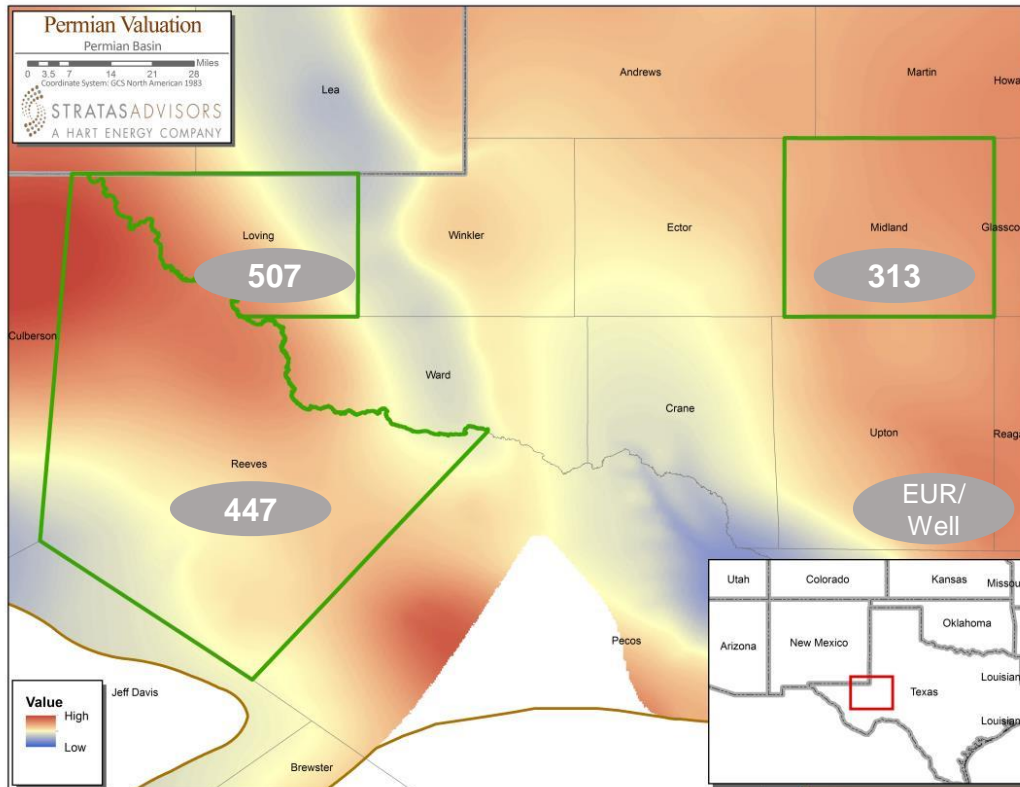 Permian Valuation
Permian Basin
Miles
0 3.5 7 14 21 28
Coordinate System: GCS North American 1983
STRATASADVISORS
A HART ENERGY COMPANY
Lea
Andrews
Martin
Howa
Loving
507
Winkler
Ector
Midland
313
Glassco
Culberson
Ward
Crane
Upton
Reaga
Reeves
447
EUR/
Well
Pecos
Jeff Davis
Brewster
Value
High
Low
Utah
Colorado
Kansas
Missou
Arizona
New Mexico
Oklahoma
Texas
Louisian
Louisian